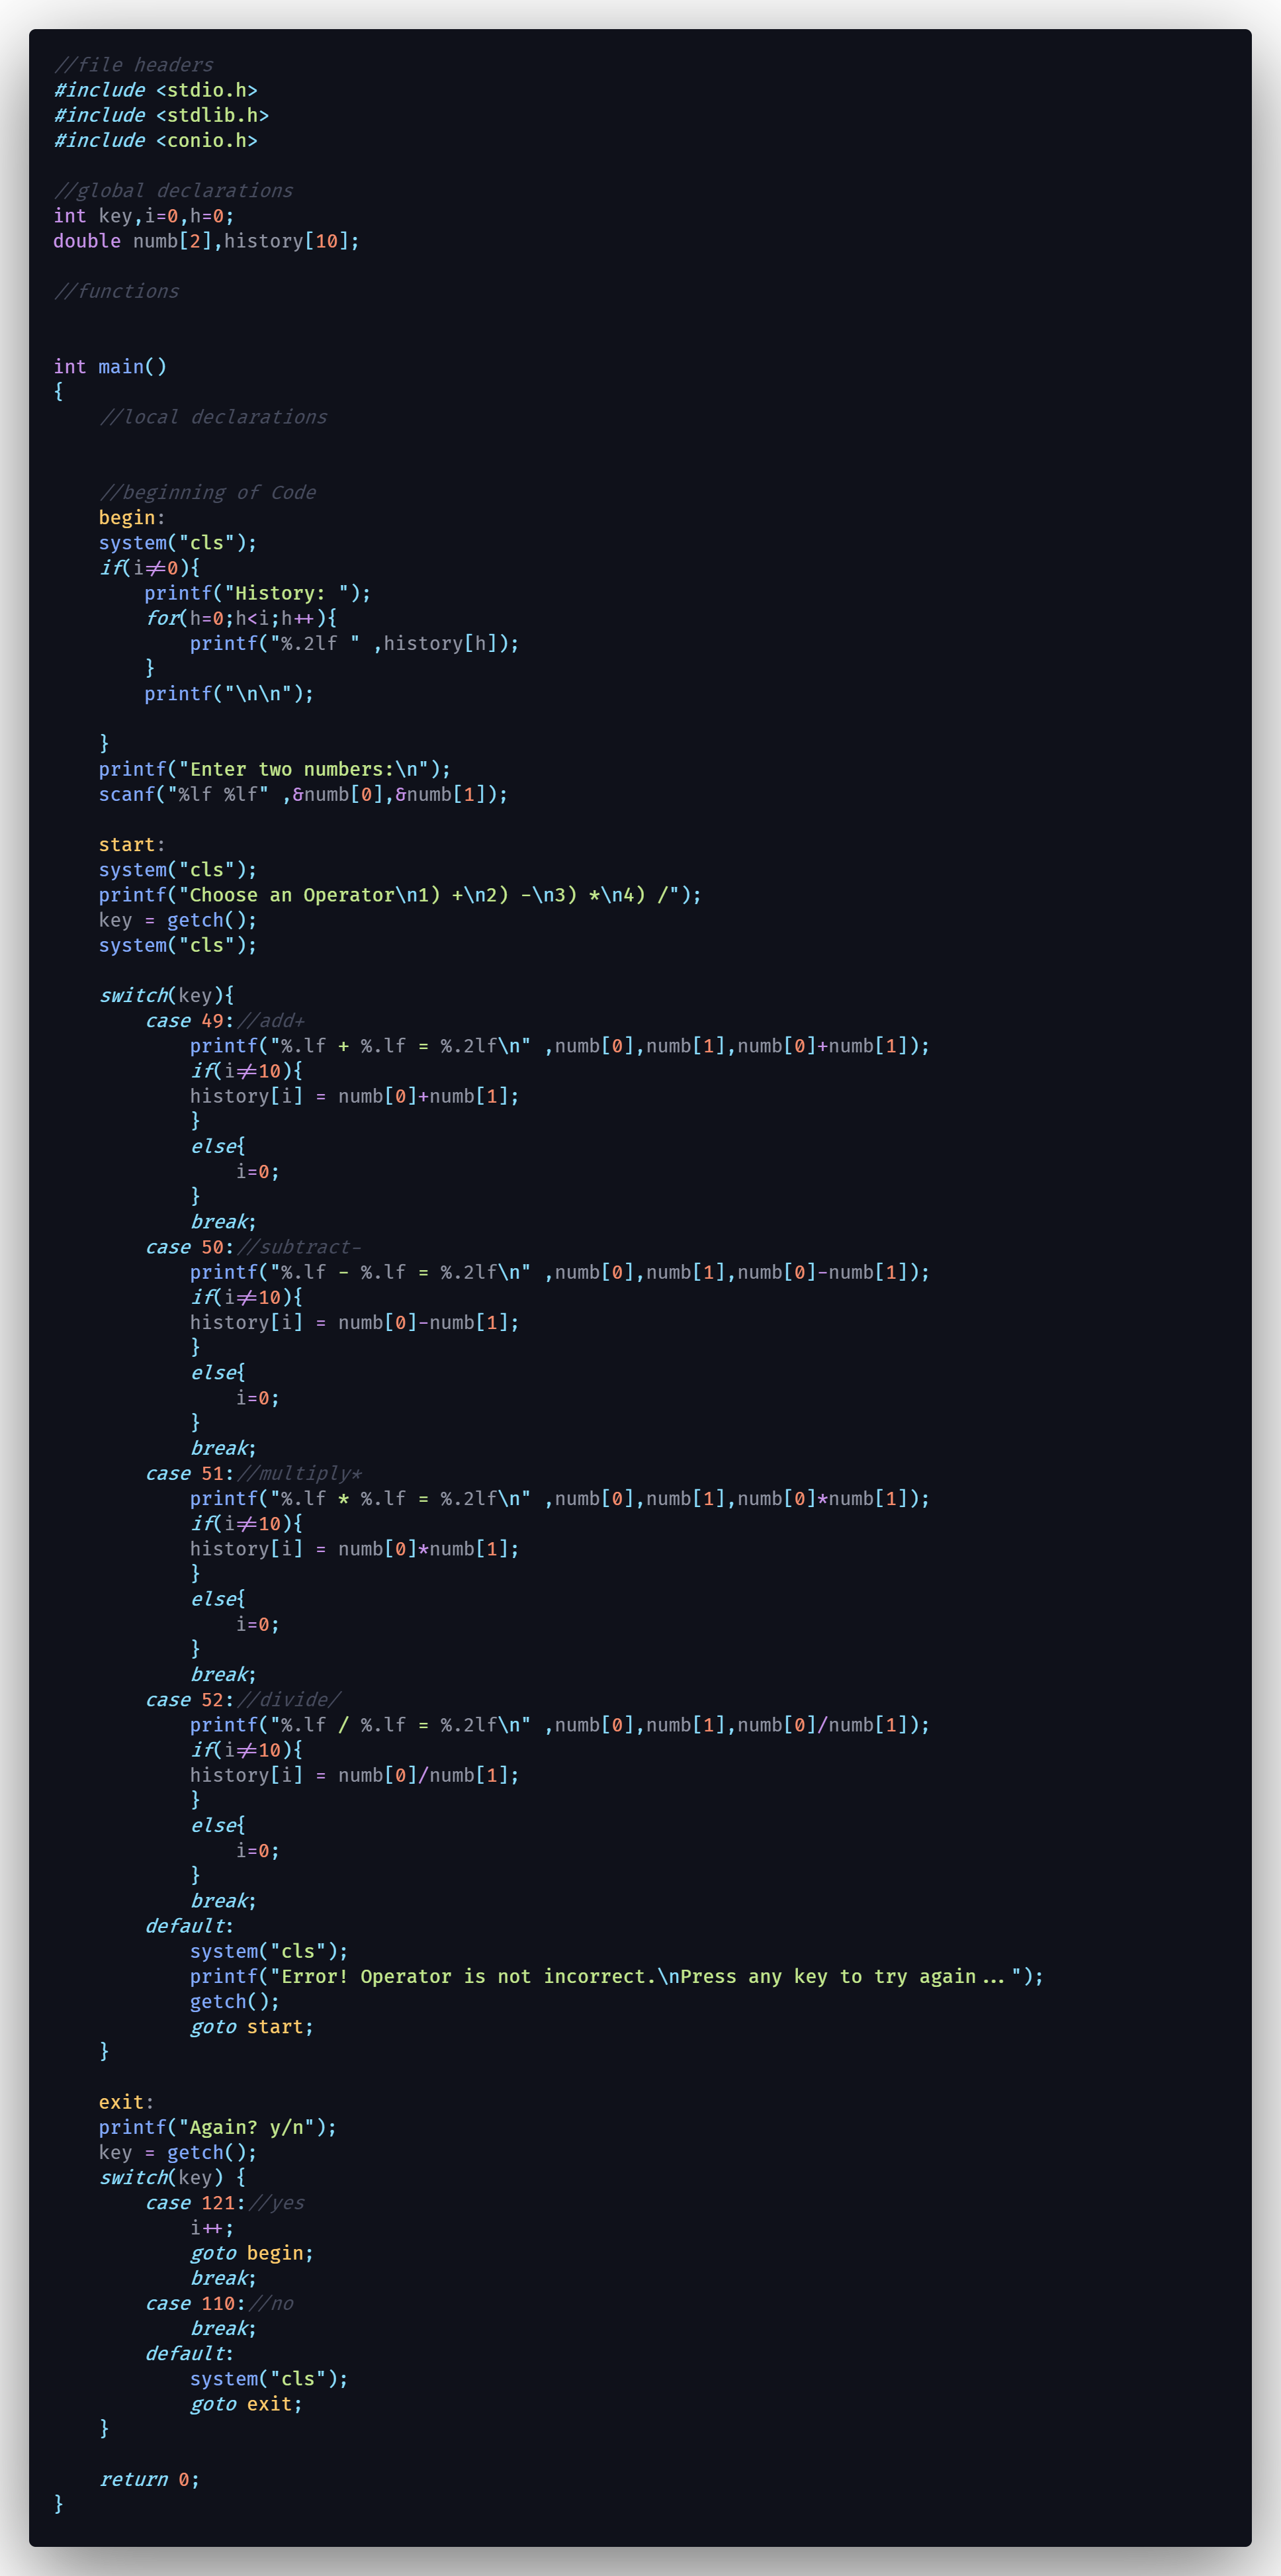 //file headers
#include <stdio.h>
#include <stdlib.h>
#include <conio.h>
//global declarations
int key,i=0,h=0;
double numb[2],history[10];
//functions
int main()
{
    //local declarations
    //beginning of Code
    begin:
    system("cls");
    if(i!=0){
        printf("History: ");
        for(h=0;h<i;h++){
            printf("%.2lf " ,history[h]);
        }
        printf("\n\n");
    }
    printf("Enter two numbers:\n");
    scanf("%lf %lf" ,&numb[0],&numb[1]);
    start:
    system("cls");
    printf("Choose an Operator\n1) +\n2) -\n3) *\n4) /");
    key = getch();
    system("cls");
    switch(key){
        case 49://add+
            printf("%.lf + %.lf = %.2lf\n" ,numb[0],numb[1],numb[0]+numb[1]);
            if(i!=10){
            history[i] = numb[0]+numb[1];
            }
            else{
                i=0;
            }
            break;
        case 50://subtract-
            printf("%.lf - %.lf = %.2lf\n" ,numb[0],numb[1],numb[0]-numb[1]);
            if(i!=10){
            history[i] = numb[0]-numb[1];
            }
            else{
                i=0;
            }
            break;
        case 51://multiply*
            printf("%.lf * %.lf = %.2lf\n" ,numb[0],numb[1],numb[0]*numb[1]);
            if(i!=10){
            history[i] = numb[0]*numb[1];
            }
            else{
                i=0;
            }
            break;
        case 52://divide/
            printf("%.lf / %.lf = %.2lf\n" ,numb[0],numb[1],numb[0]/numb[1]);
            if(i!=10){
            history[i] = numb[0]/numb[1];
            }
            else{
                i=0;
            }
            break;
        default:
            system("cls");
            printf("Error! Operator is not incorrect.\nPress any key to try again...");
            getch();
            goto start;
    }
    exit:
    printf("Again? y/n");
    key = getch();
    switch(key) {
        case 121://yes
            i++;
            goto begin;
            break;
        case 110://no
            break;
        default:
            system("cls");
            goto exit;
    }
    return 0;
}